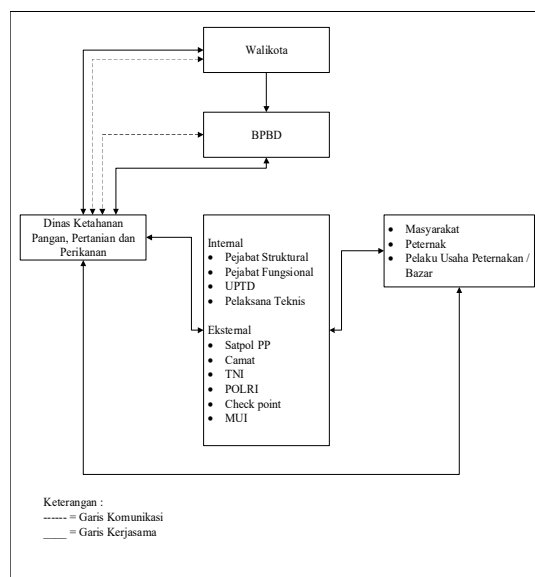 Walikota
BPBD
Dinas Ketahanan
Pangan, Pertanian dan
Perikanan
Internal
• Pejabat Struktural
• Pejabat Fungsional
• UPTD
• Pelaksana Teknis
Eksternal
• Satpol PP
• Camat
• TNI
• POLRI
• Check point
• MUI
• Masyarakat
• Peternak
• Pelaku Usaha Peternakan /
Bazar
Keterangan :
------ = Garis Komunikasi
____ = Garis Kerjasama